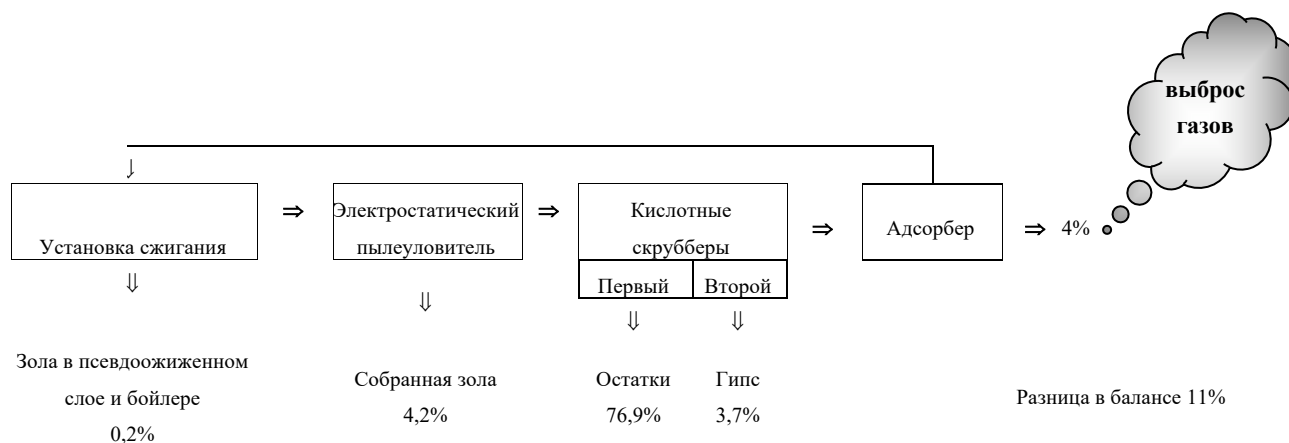 выброс
газов
Установка сжигания
Электростатический
пылеуловитель
Кислотные
скрубберы
Первый
Второй
Адсорбер
4%
Зола в псевдоожиженном
слое и бойлере
0,2%
Собранная зола
4,2%
Остатки
76,9%
Гипс
3,7%
Разница в балансе 11%